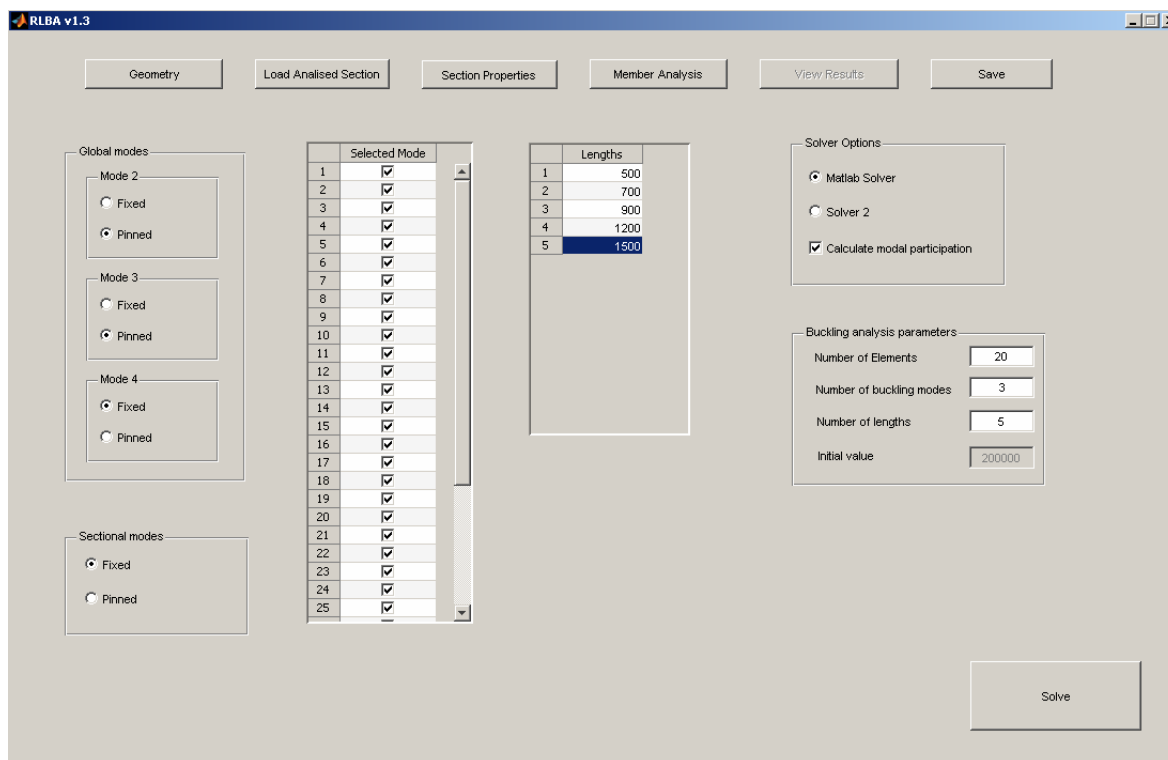 RLBA v1.3
Geometry
Load Analised Section
Section Properties
Member Analysis
View Results
Save
Global modes
Mode 2
Fixed
Pinned
Mode 3
Fixed
Pinned
Mode 4
Fixed
Pinned
Sectional modes
Fixed
Pinned
Selected Mode
1
2
3
4
5
6
7
8
9
10
11
12
13
14
15
16
17
18
19
20
21
22
23
24
25
Lengths
1 500
2 700
3 900
4 1200
5 1500
Solver Options
Matlab Solver
Solver 2
Calculate modal participation
Buckling analysis parameters
Number of Elements 20
Number of buckling modes 3
Number of lengths 5
Initial value 200000
Solve